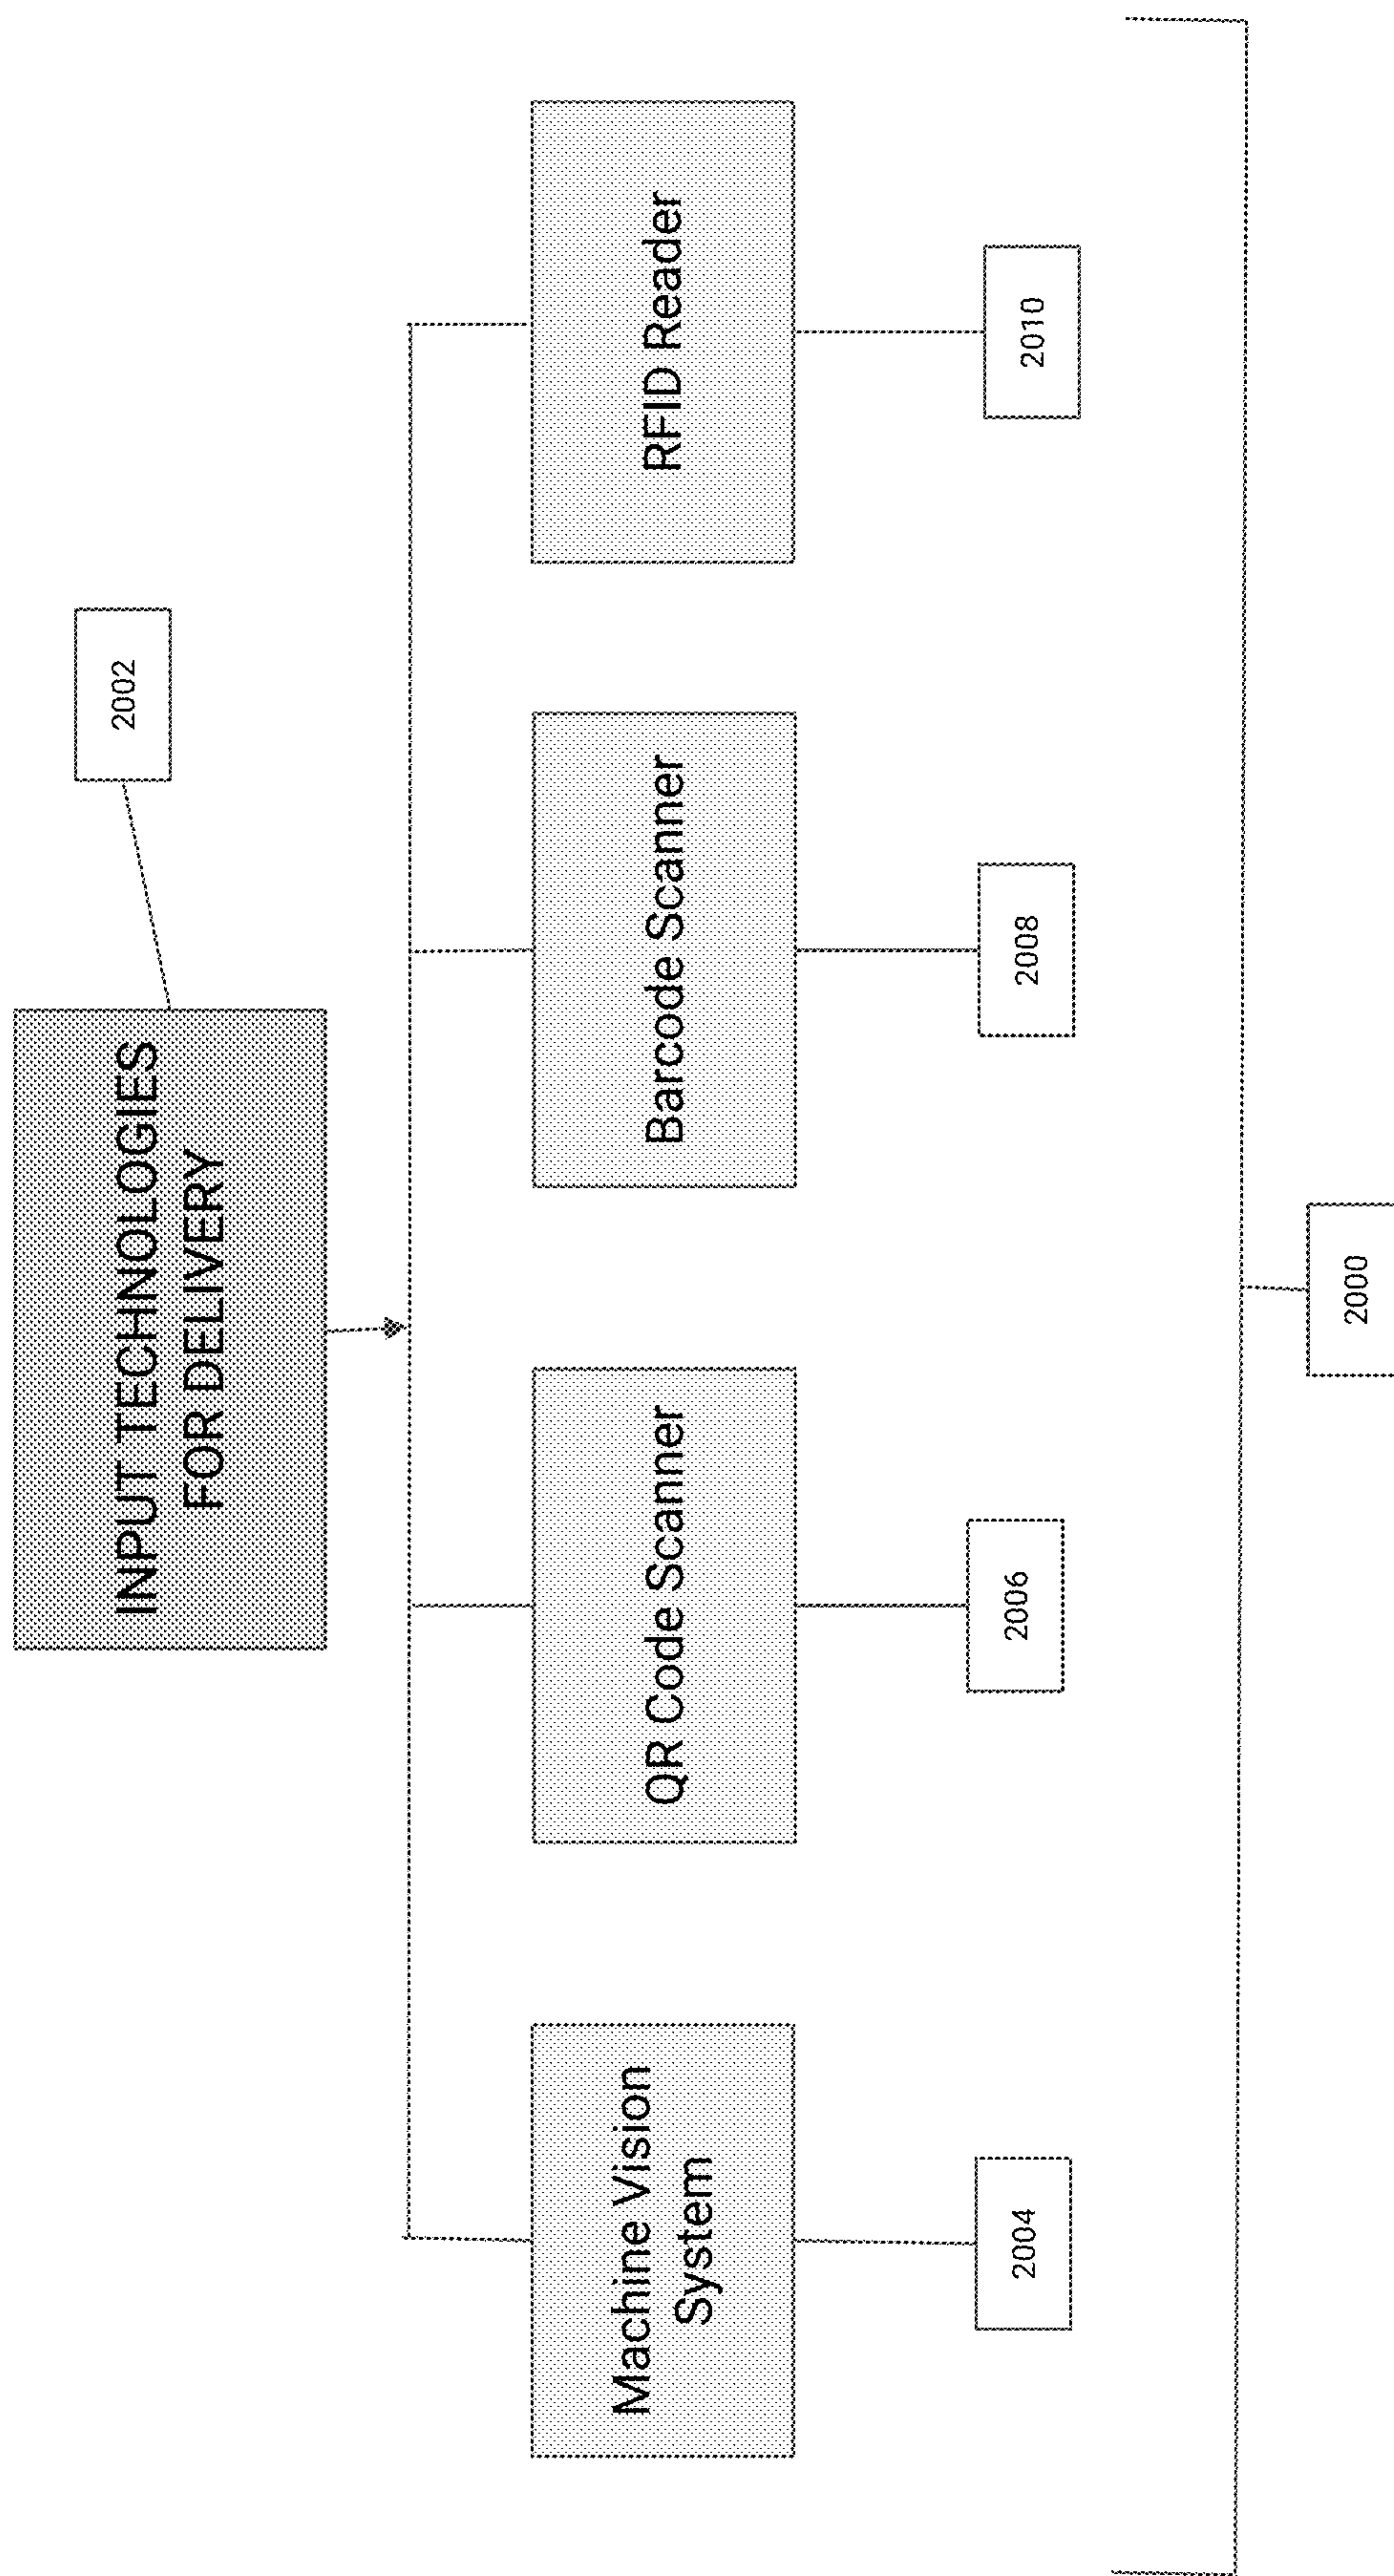 2002
INPUT TECHNOLOGIES
FOR DELIVERY
Machine Vision
System
QR Code Scanner
Barcode Scanner
RFID Reader
2004
2006
2008
2010
2000